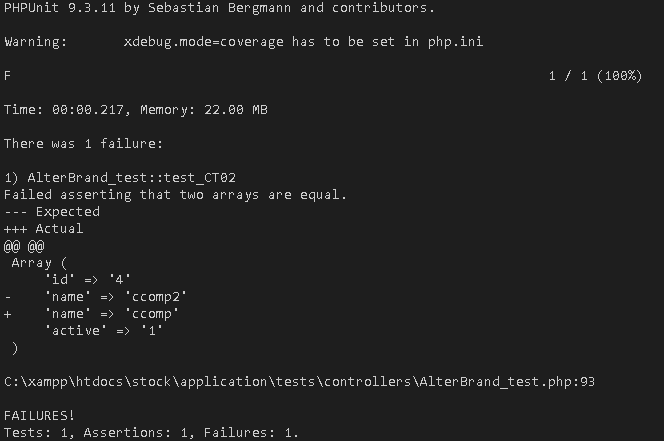 PHPUnit 9.3.11 by Sebastian Bergmann and contributors.
Warning:       xdebug.mode=coverage has to be set in php.ini
F                                                                   1 / 1 (100%)
Time: 00:00.217, Memory: 22.00 MB
There was 1 failure:
1) AlterBrand_test::test_CT02
Failed asserting that two arrays are equal.
--- Expected
+++ Actual
@@ @@
 Array (
     'id' => '4'
-    'name' => 'ccomp2'
+    'name' => 'ccomp'
     'active' => '1'
 )
C:\xampp\htdocs\stock\application\tests\controllers\AlterBrand_test.php:93
FAILURES!
Tests: 1, Assertions: 1, Failures: 1.